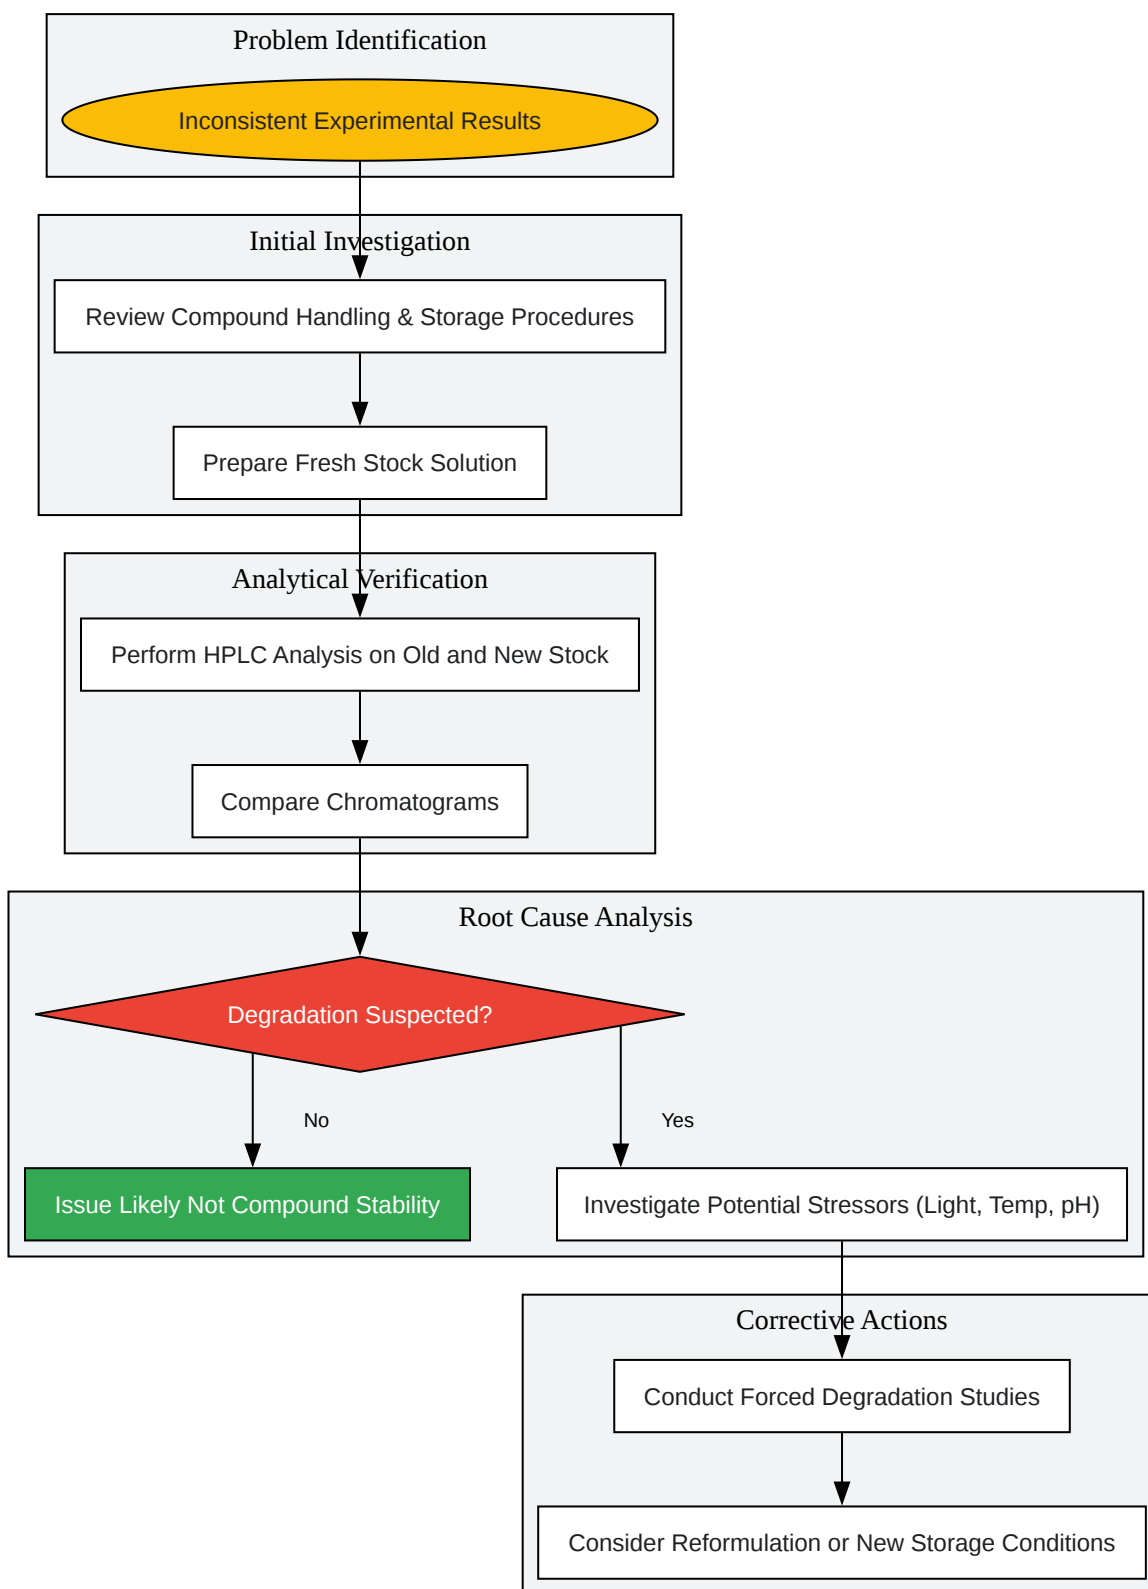 Problem Identification
Inconsistent Experimental Results
Initial Investigation
Review Compound Handling & Storage Procedures
Prepare Fresh Stock Solution
Analytical Verification
Perform HPLC Analysis on Old and New Stock
Compare Chromatograms
Root Cause Analysis
Degradation Suspected?
No
Yes
Issue Likely Not Compound Stability
Investigate Potential Stressors (Light, Temp, pH)
Corrective Actions
Conduct Forced Degradation Studies
Consider Reformulation or New Storage Conditions